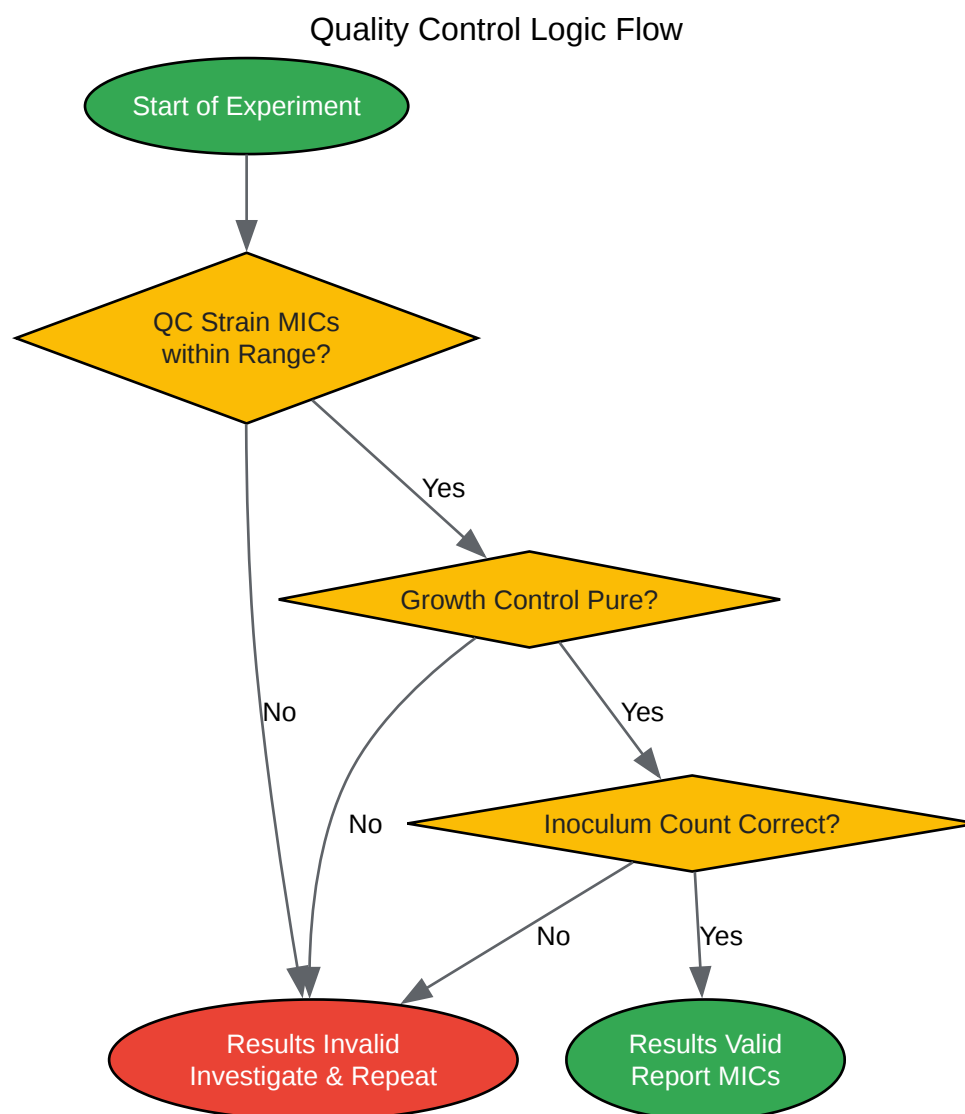 Quality Control Logic Flow
Start of Experiment
QC Strain MICs
within Range?
Yes
Growth Control Pure?
No
Yes
No
Inoculum Count Correct?
No
Yes
Results Invalid
Investigate & Repeat
Results Valid
Report MICs